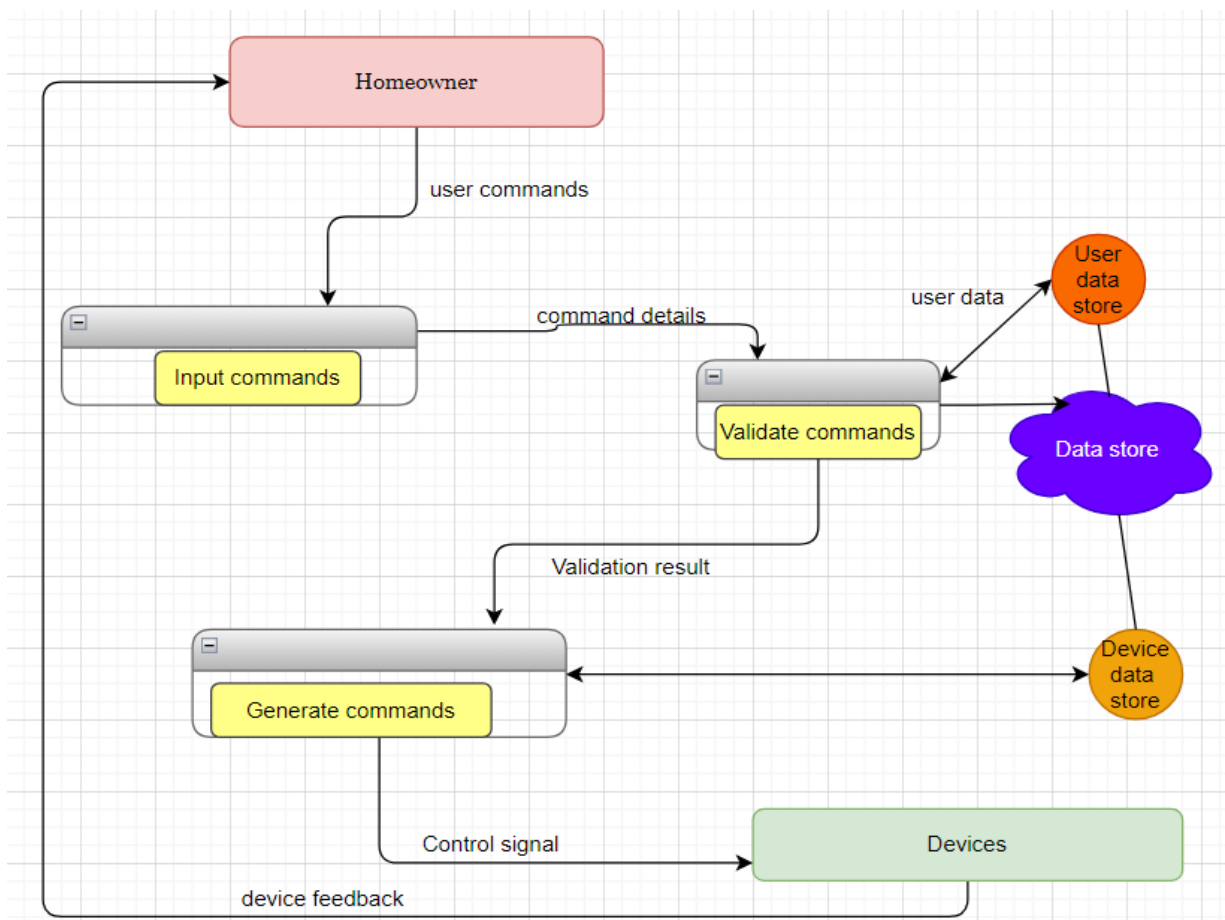 Homeowner
user commands
User
data
store
user data
command details
Input commands
Validate commands
Data store
Validation result
Device
data
store
Generate commands
Control signal
Devices
device feedback